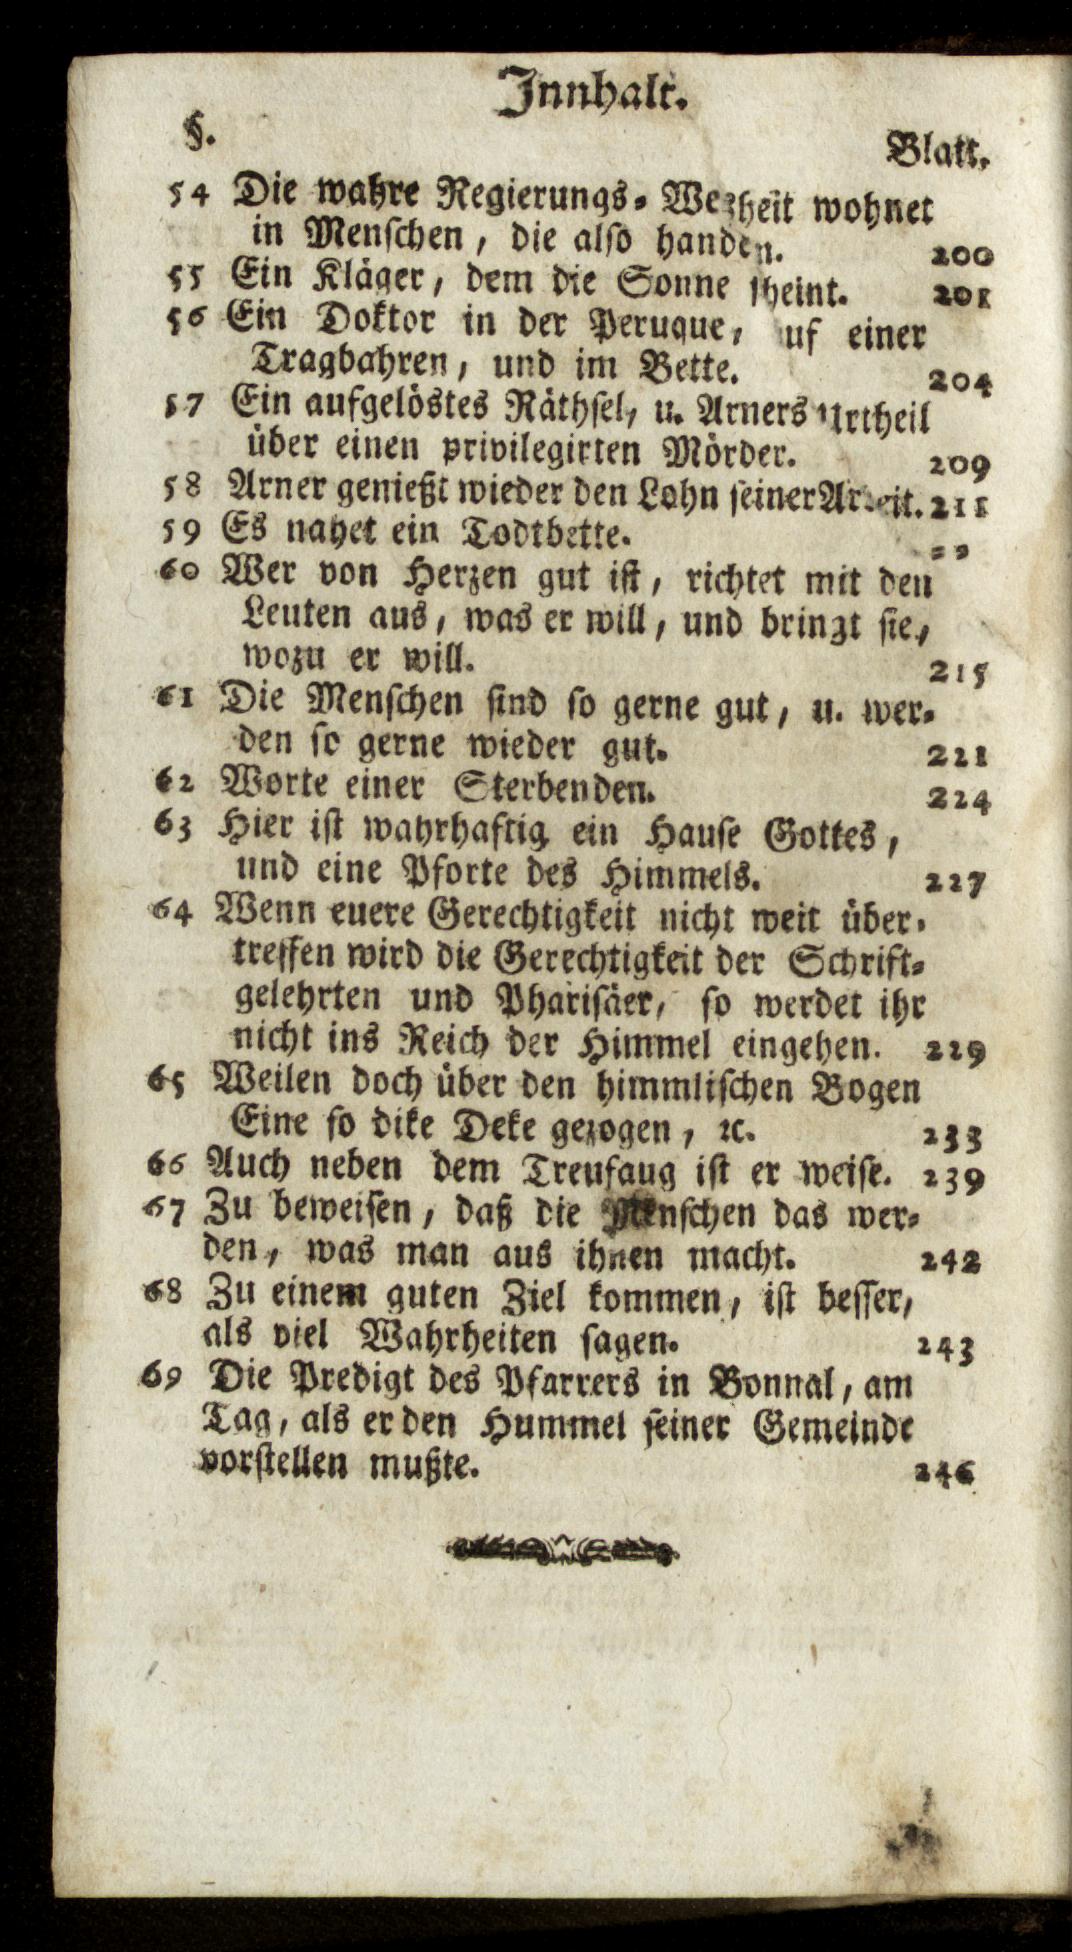 Innhalt.
§.
Blatt.
54 Die wahre Regierungs- wohnet
in Menschen, die also 200
55 Ein Kläger, dem die Sonne scheint. 201
56 Ein Doktor in der Peruque, auf einer
Tragbahren, und im Bette. 204
57 Ein aufgelöstes Räthsel, u. Arners Urtheil
über einen privilegirten Mörder. 209
58 Arner genießt wieder den Lohn seiner Arbeit. 211
59 Es nahet ein Todtbette.
60 Wer von Herzen gut ist, richtet mit den
Leuten aus, was er will, und bringt sie,
wozu er will. 215
61 Die Menschen sind so gerne gut, u. wer-
den so gerne wieder gut. 221
62 Worte einer Sterbenden. 224
63 Hier ist wahrhaftig ein Hause Gottes,
und eine Pforte des Himmels. 227
64 Wenn euere Gerechtigkeit nicht weit über-
treffen wird die Gerechtigkeit der Schrift-
gelehrten und Pharisäer, so werdet ihr
nicht ins Reich der Himmel eingehen. 229
65 Weilen doch über den himmlischen Bogen
Eine so dike Deke gezogen, ꝛc. 233
66 Auch neben dem Treufaug ist er weise. 239
67 Zu beweisen, daß die Menschen das wer-
den, was man aus ihnen macht. 242
68 Zu einem guten Ziel kommen, ist besser,
als viel Wahrheiten sagen. 243
69 Die Predigt des Pfarrers in Bonnal, am
Tag, als er den Hummel seiner Gemeinde
vorstellen mußte. 246